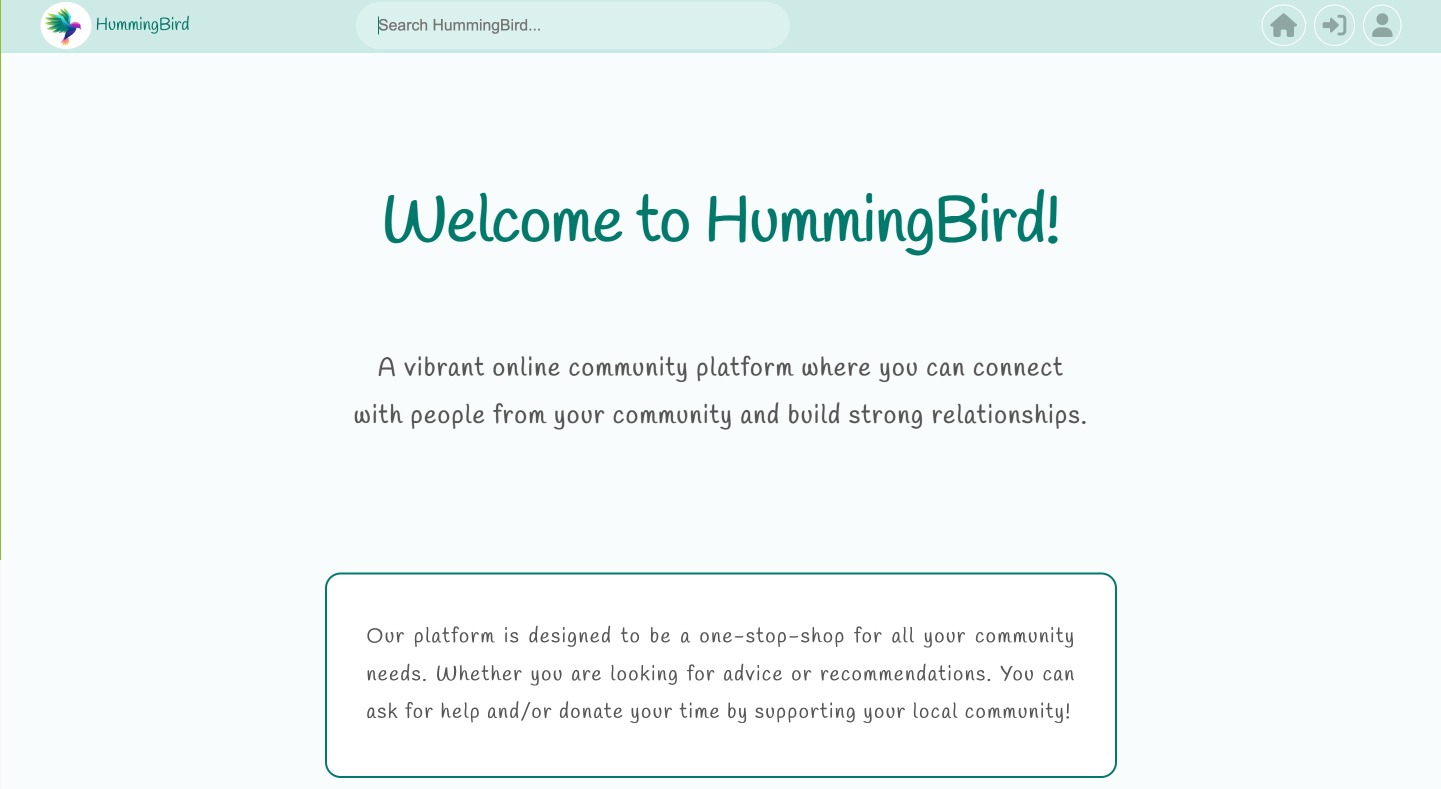 HummingBird
Search HummingBird...
Welcome to HummingBird!
A vibrant online community platform where you can connect
with people from your community and build strong relationships.
Our platform is designed to be a one-stop-shop for all your community
needs. Whether you are looking for advice or recommendations. You can
ask for help and/or donate your time by supporting your local community!